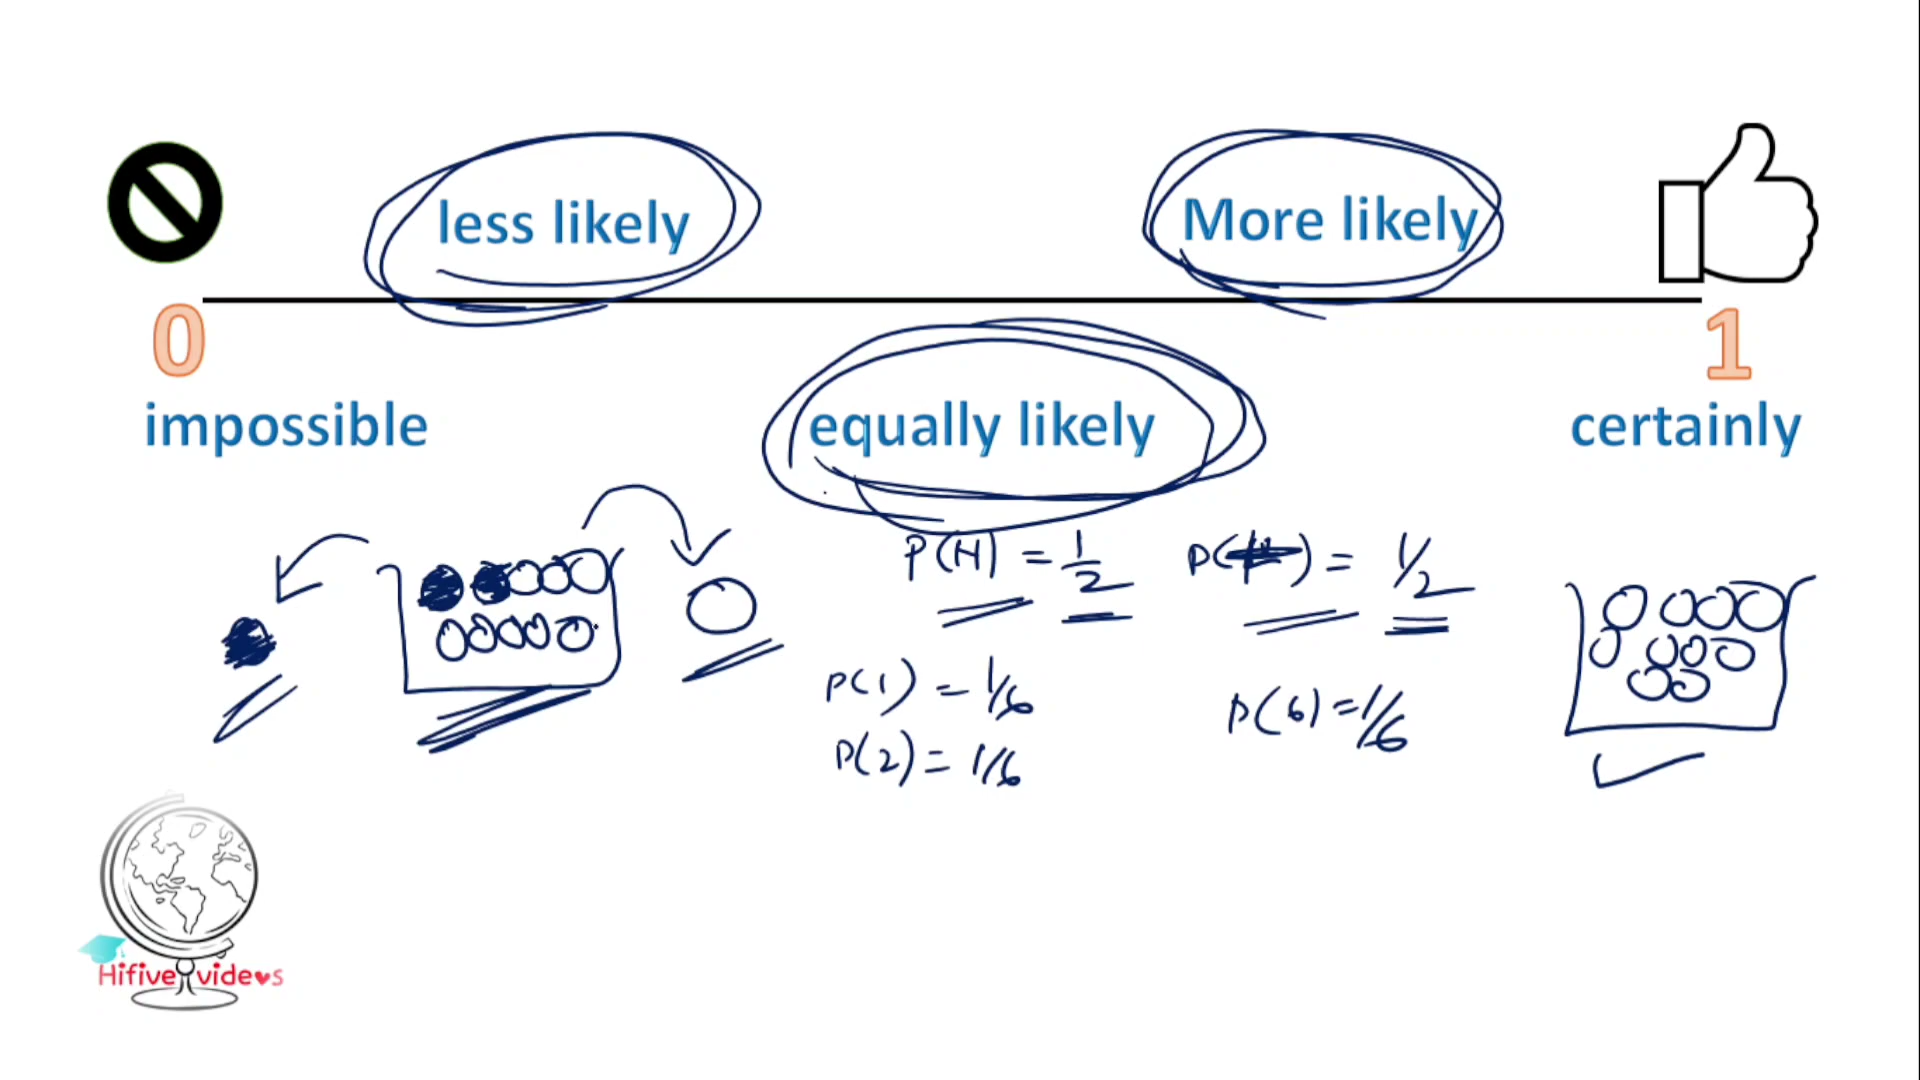 less likely
More likely
0
1
impossible
equally likely
certainly
P(H) = 1/2
P( ) = 1/2
P(1) = 1/6
P(6) = 1/6
P(2) = 1/6
Hifive videos